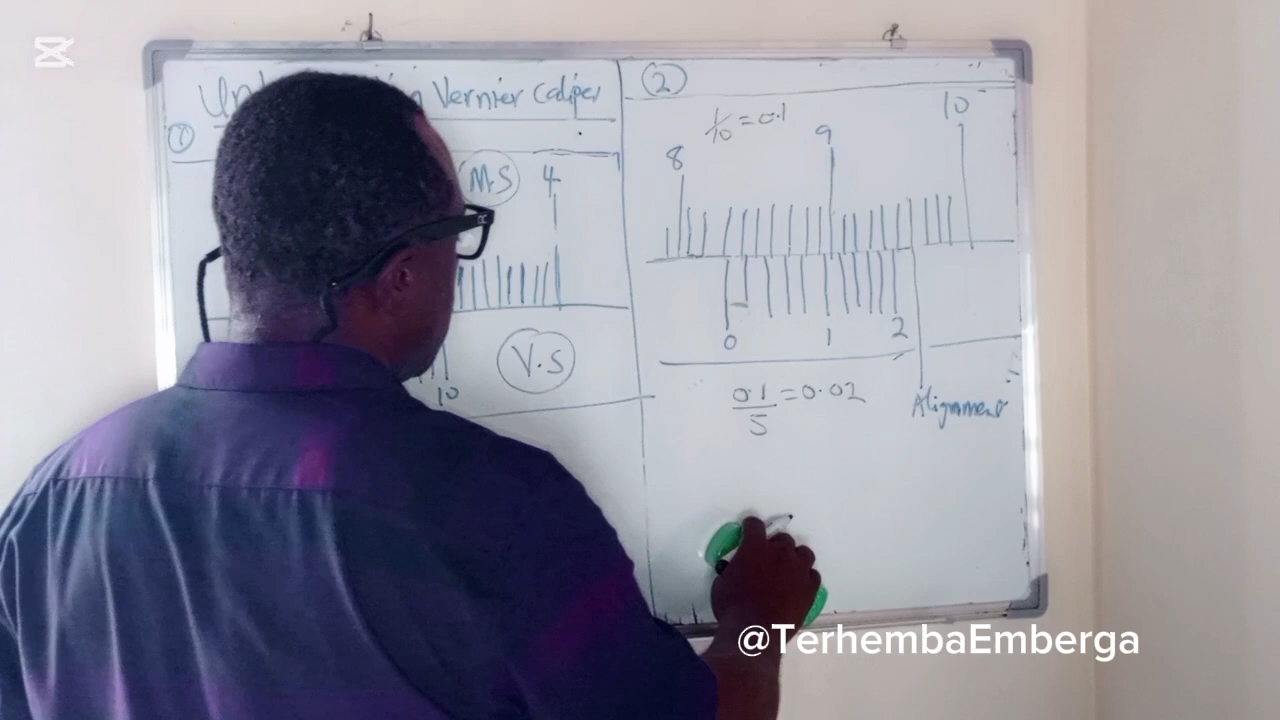 Vernier Caliper
1
M.S 4
10
V.S
2
1/10 = 0.1
8 9 10
0 1 2
0.1/5 = 0.02
Alignment
@TerhembaEmberga